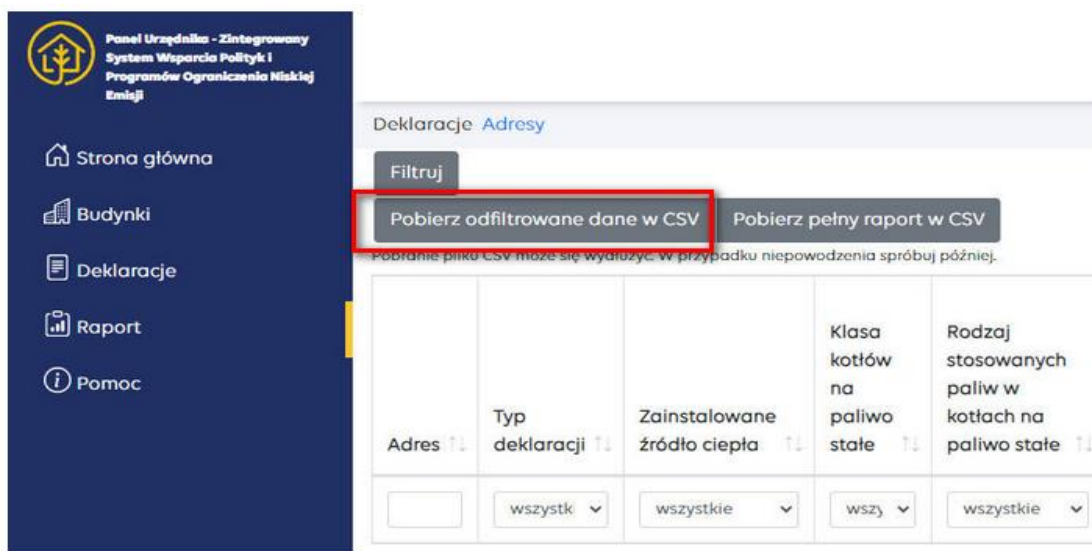 Panel Urzędnika - Zintegrowany
System Wsparcia Polityk i
Programów Ograniczenia Niskiej
Emisji
Strona główna
Budynki
Deklaracje
Raport
Pomoc
Deklaracje Adresy
Filtruj
Pobierz odfiltrowane dane w CSV Pobierz pełny raport w CSV
Pobranie pliku CSV może się wydłużyć. W przypadku niepowodzenia spróbuj później.
Adres
Typ
deklaracji
Zainstalowane
źródło ciepła
Klasa
kotłów
na
paliwo
stałe
Rodzaj
stosowanych
paliw w
kotłach na
paliwo stałe
wszystk
wszystkie
wszy
wszystkie